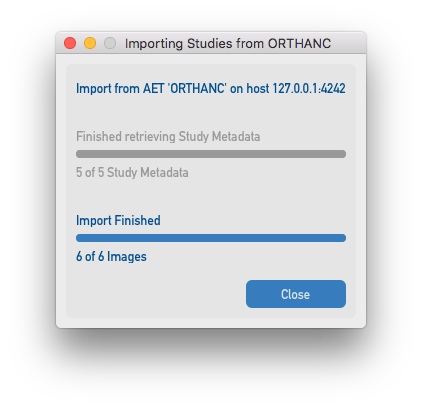 Importing Studies from ORTHANC
Import from AET 'ORTHANC' on host 127.0.0.1:4242
Finished retrieving Study Metadata
5 of 5 Study Metadata
Import Finished
6 of 6 Images
Close